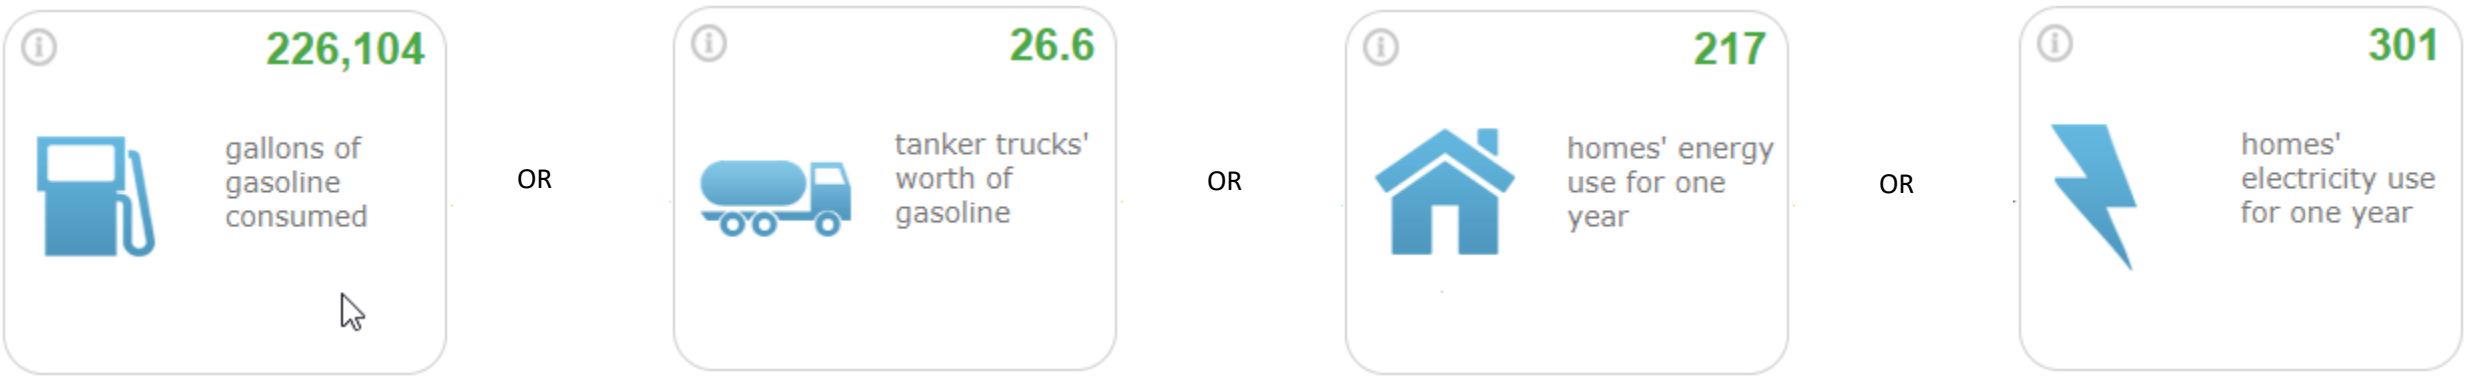 226,104
gallons of
gasoline
consumed
OR
26.6
tanker trucks'
worth of
gasoline
OR
217
homes' energy
use for one
year
OR
301
homes'
electricity use
for one year